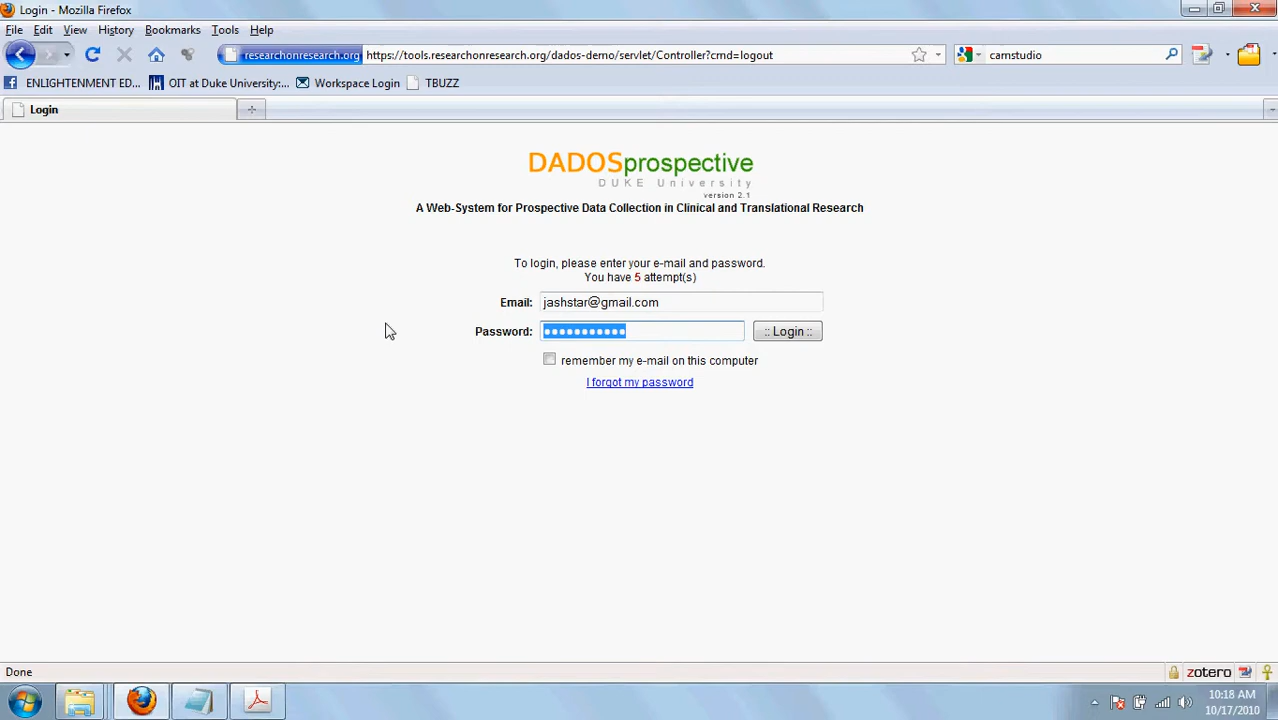 Login - Mozilla Firefox
File Edit View History Bookmarks Tools Help
researchonresearch.org https://tools.researchonresearch.org/dados-demo/servlet/Controller?cmd=logout camstudio
ENLIGHTENMENT ED... OIT at Duke University:... Workspace Login TBUZZ
Login
DADOSprospective
DUKE University
version 2.1
A Web-System for Prospective Data Collection in Clinical and Translational Research
To login, please enter your e-mail and password.
You have 5 attempt(s)
Email: jashstar@gmail.com
Password: ●●●●●●●●●●● :: Login ::
remember my e-mail on this computer
I forgot my password
Done zotero
10:18 AM
10/17/2010